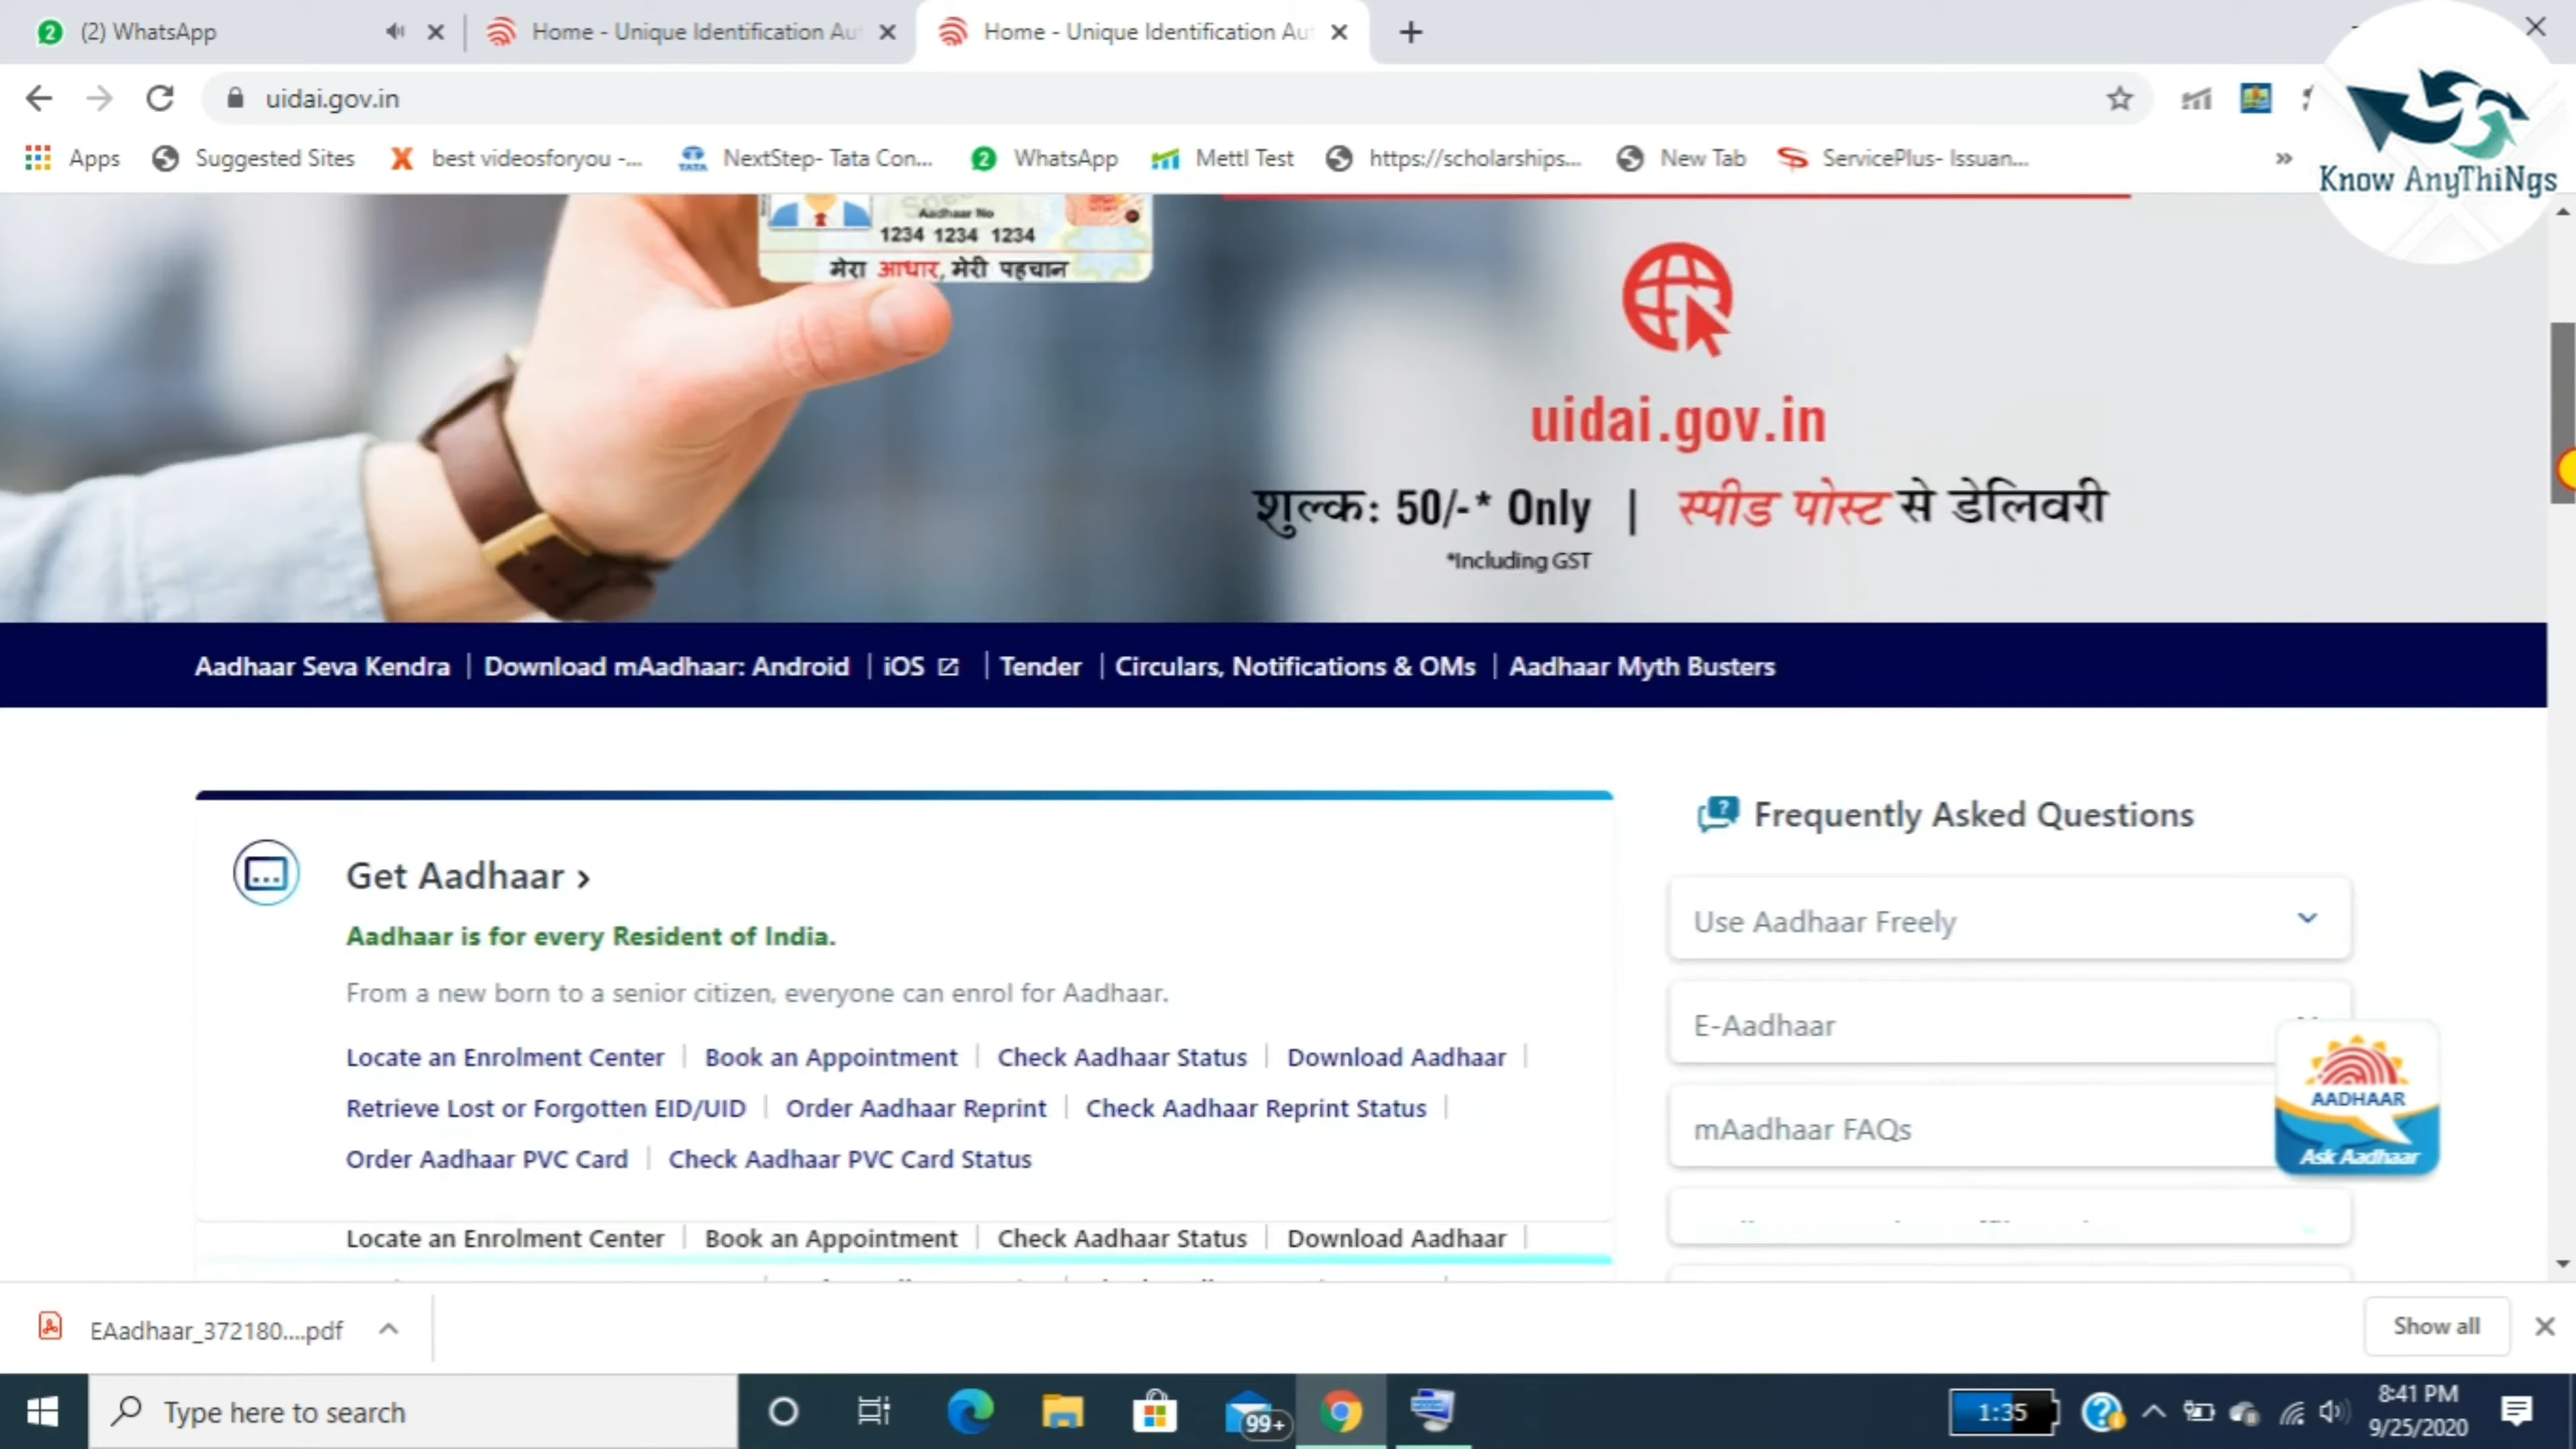 (2) WhatsApp
Home - Unique Identification Au
Home - Unique Identification Au
uidai.gov.in
Apps
Suggested Sites
best videosforyou -...
NextStep- Tata Con...
WhatsApp
Mettl Test
https://scholarships...
New Tab
ServicePlus- Issuan...
»
Know AnyThiNgs
Aadhaar No
1234 1234 1234
मेरा आधार, मेरी पहचान
uidai.gov.in
शुल्क: 50/-* Only | स्पीड पोस्ट से डेलिवरी
*Including GST
Aadhaar Seva Kendra | Download mAadhaar: Android | iOS | Tender | Circulars, Notifications & OMs | Aadhaar Myth Busters
Get Aadhaar ›
Aadhaar is for every Resident of India.
From a new born to a senior citizen, everyone can enrol for Aadhaar.
Locate an Enrolment Center | Book an Appointment | Check Aadhaar Status | Download Aadhaar |
Retrieve Lost or Forgotten EID/UID | Order Aadhaar Reprint | Check Aadhaar Reprint Status |
Order Aadhaar PVC Card | Check Aadhaar PVC Card Status
Locate an Enrolment Center | Book an Appointment | Check Aadhaar Status | Download Aadhaar |
Frequently Asked Questions
Use Aadhaar Freely
E-Aadhaar
mAadhaar FAQs
AADHAAR
Ask Aadhaar
EAadhaar_372180....pdf
Show all
Type here to search
99+
1:35
8:41 PM
9/25/2020